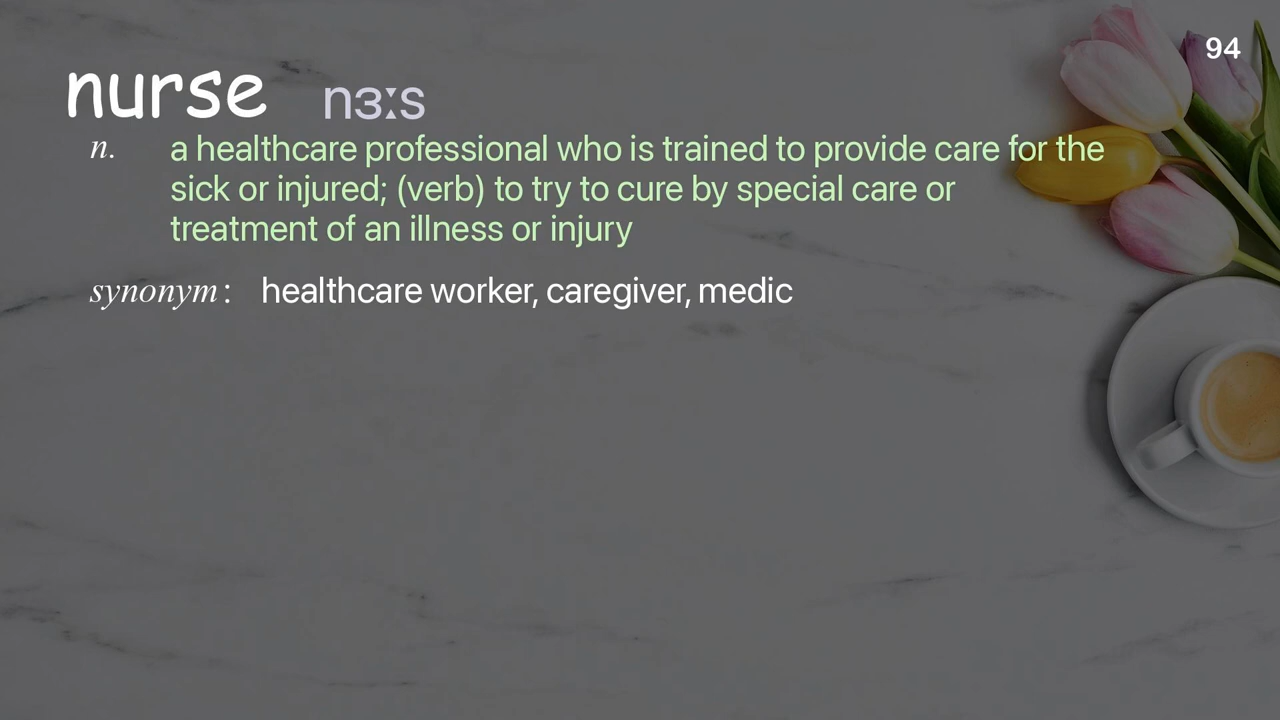 94
nurse nɜːs
n. a healthcare professional who is trained to provide care for the
sick or injured; (verb) to try to cure by special care or
treatment of an illness or injury
synonym : healthcare worker, caregiver, medic